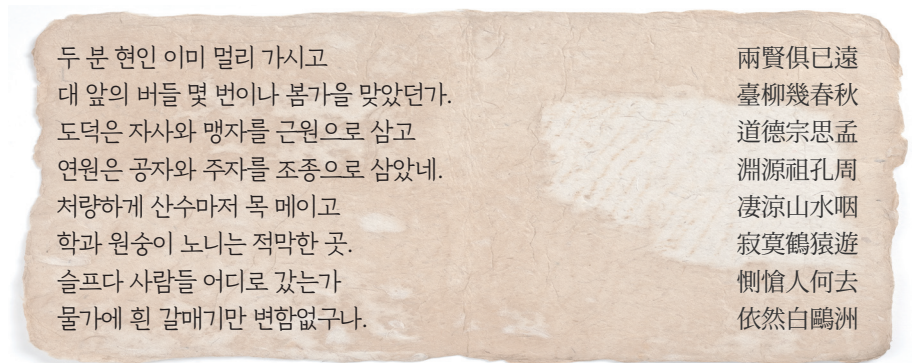 두 분 현인 이미 멀리 가시고
대 앞의 버들 몇 번이나 봄가을 맞았던가.
도덕은 자사와 맹자를 근원으로 삼고
연원은 공자와 주자를 조종으로 삼았네.
처량하게 산수마저 목 메이고
학과 원숭이 노니는 적막한 곳.
슬프다 사람들 어디로 갔는가
물가에 흰 갈매기만 변함없구나.
兩賢俱已遠
臺柳幾春秋
道德宗思孟
淵源祖孔周
凄涼山水咽
寂寞鶴猿遊
惻愴人何去
依然白鷗洲